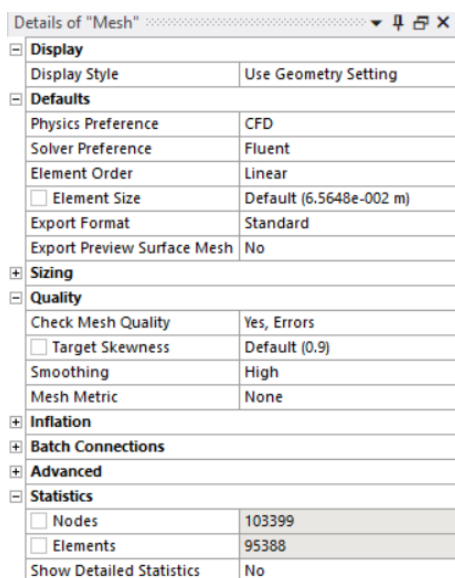 Details of "Mesh"
Display
Display Style Use Geometry Setting
Defaults
Physics Preference CFD
Solver Preference Fluent
Element Order Linear
Element Size Default (6.5648e-002 m)
Export Format Standard
Export Preview Surface Mesh No
Sizing
Quality
Check Mesh Quality Yes, Errors
Target Skewness Default (0.9)
Smoothing High
Mesh Metric None
Inflation
Batch Connections
Advanced
Statistics
Nodes 103399
Elements 95388
Show Detailed Statistics No